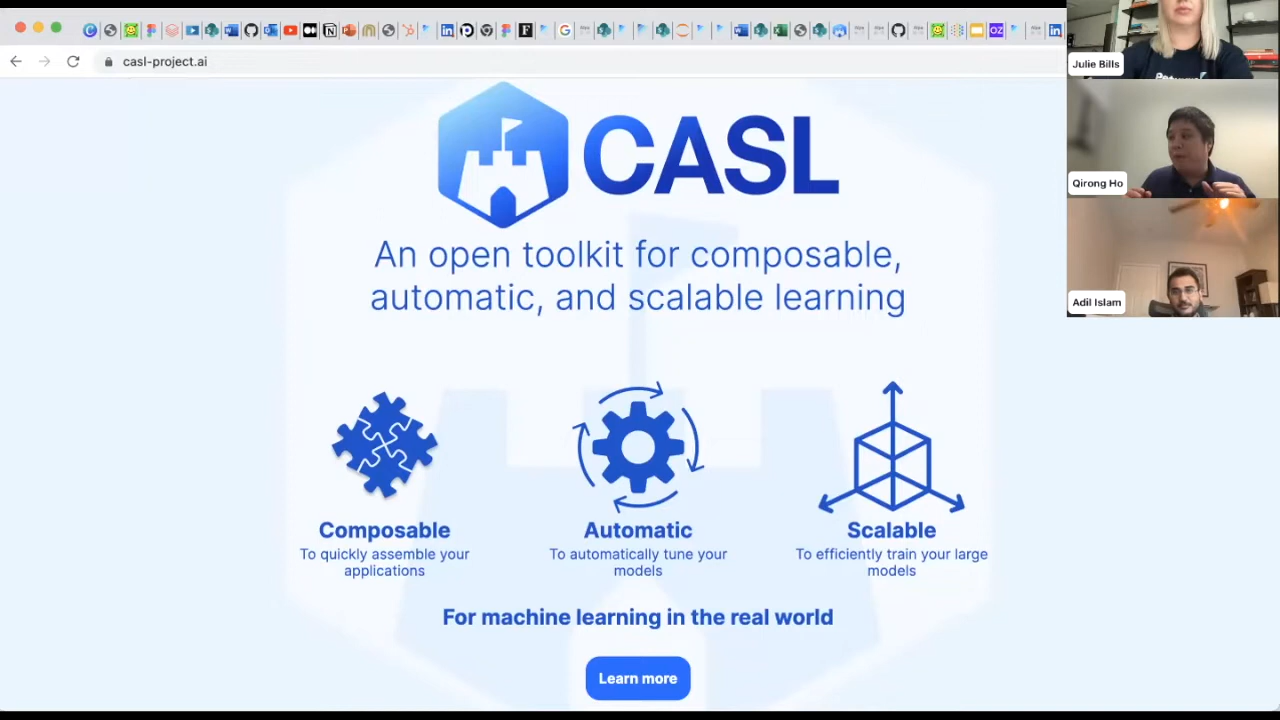 casl-project.ai
CASL
An open toolkit for composable,
automatic, and scalable learning
Composable
To quickly assemble your
applications
Automatic
To automatically tune your
models
Scalable
To efficiently train your large
models
For machine learning in the real world
Learn more
Julie Bills
Qirong Ho
Adil Islam